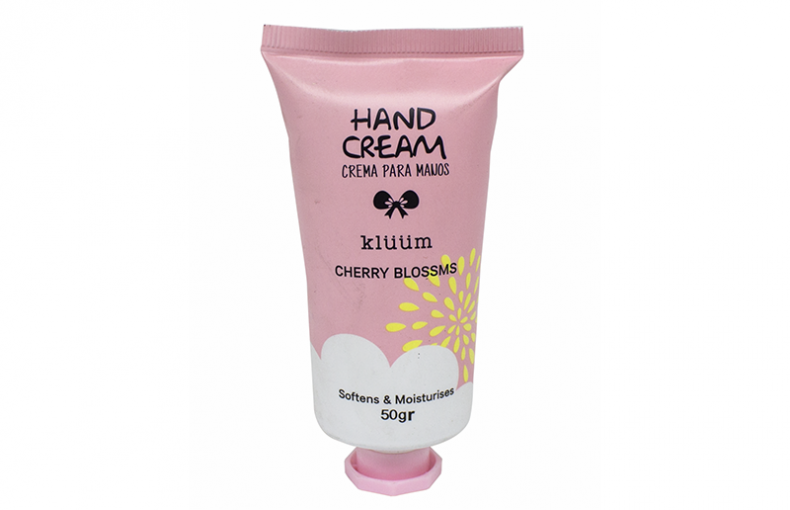 HAND
CREAM
CREMA PARA MANOS
klüüm
CHERRY BLOSSMS
Softens & Moisturises
50gr